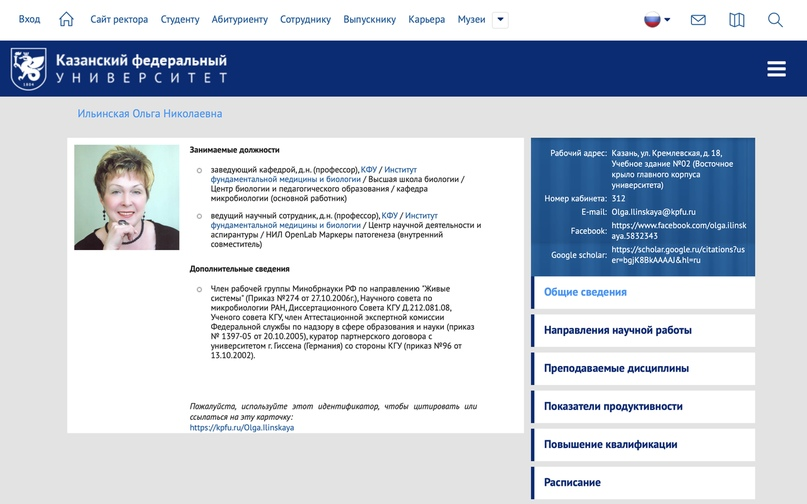 Вход
Сайт ректора
Студенту
Абитуриенту
Сотруднику
Выпускнику
Карьера
Музеи
Казанский федеральный
УНИВЕРСИТЕТ
1804
Ильинская Ольга Николаевна
Занимаемые должности
заведующий кафедрой, д.н. (профессор), КФУ / Институт
фундаментальной медицины и биологии / Высшая школа биологии /
Центр биологии и педагогического образования / кафедра
микробиологии (основной работник)
ведущий научный сотрудник, д.н. (профессор), КФУ / Институт
фундаментальной медицины и биологии / Центр научной деятельности и
аспирантуры / НИЛ OpenLab Маркеры патогенеза (внутренний
совместитель)
Дополнительные сведения
Член рабочей группы Минобрнауки РФ по направлению "Живые
системы" (Приказ №274 от 27.10.2006г.), Научного совета по
микробиологии РАН, Диссертационного Совета КГУ Д.212.081.08,
Ученого совета КГУ, член Аттестационной экспертной комиссии
Федеральной службы по надзору в сфере образования и науки (приказ
№ 1397-05 от 20.10.2005), куратор партнерского договора с
университетом г. Гиссена (Германия) со стороны КГУ (приказ №96 от
13.10.2002).
Пожалуйста, используйте этот идентификатор, чтобы цитировать или
ссылаться на эту карточку:
https://kpfu.ru/Olga.Ilinskaya
Рабочий адрес: Казань, ул. Кремлевская, д. 18,
Учебное здание №02 (Восточное
крыло главного корпуса
университета)
Номер кабинета: 312
E-mail: Olga.Ilinskaya@kpfu.ru
Facebook: https://www.facebook.com/olga.ilinsk
aya.5832343
Google scholar: https://scholar.google.ru/citations?us
er=bgjK8BkAAAAJ&hl=ru
Общие сведения
Направления научной работы
Преподаваемые дисциплины
Показатели продуктивности
Повышение квалификации
Расписание